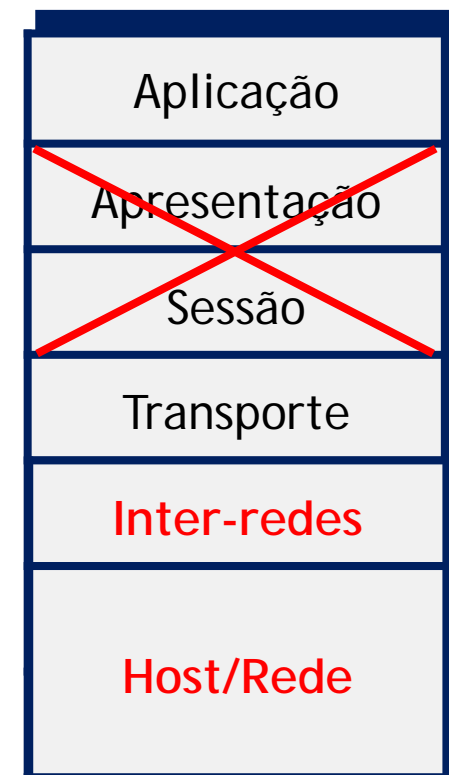 Aplicação
Apresentação
Sessão
Transporte
Inter-redes
Host/Rede